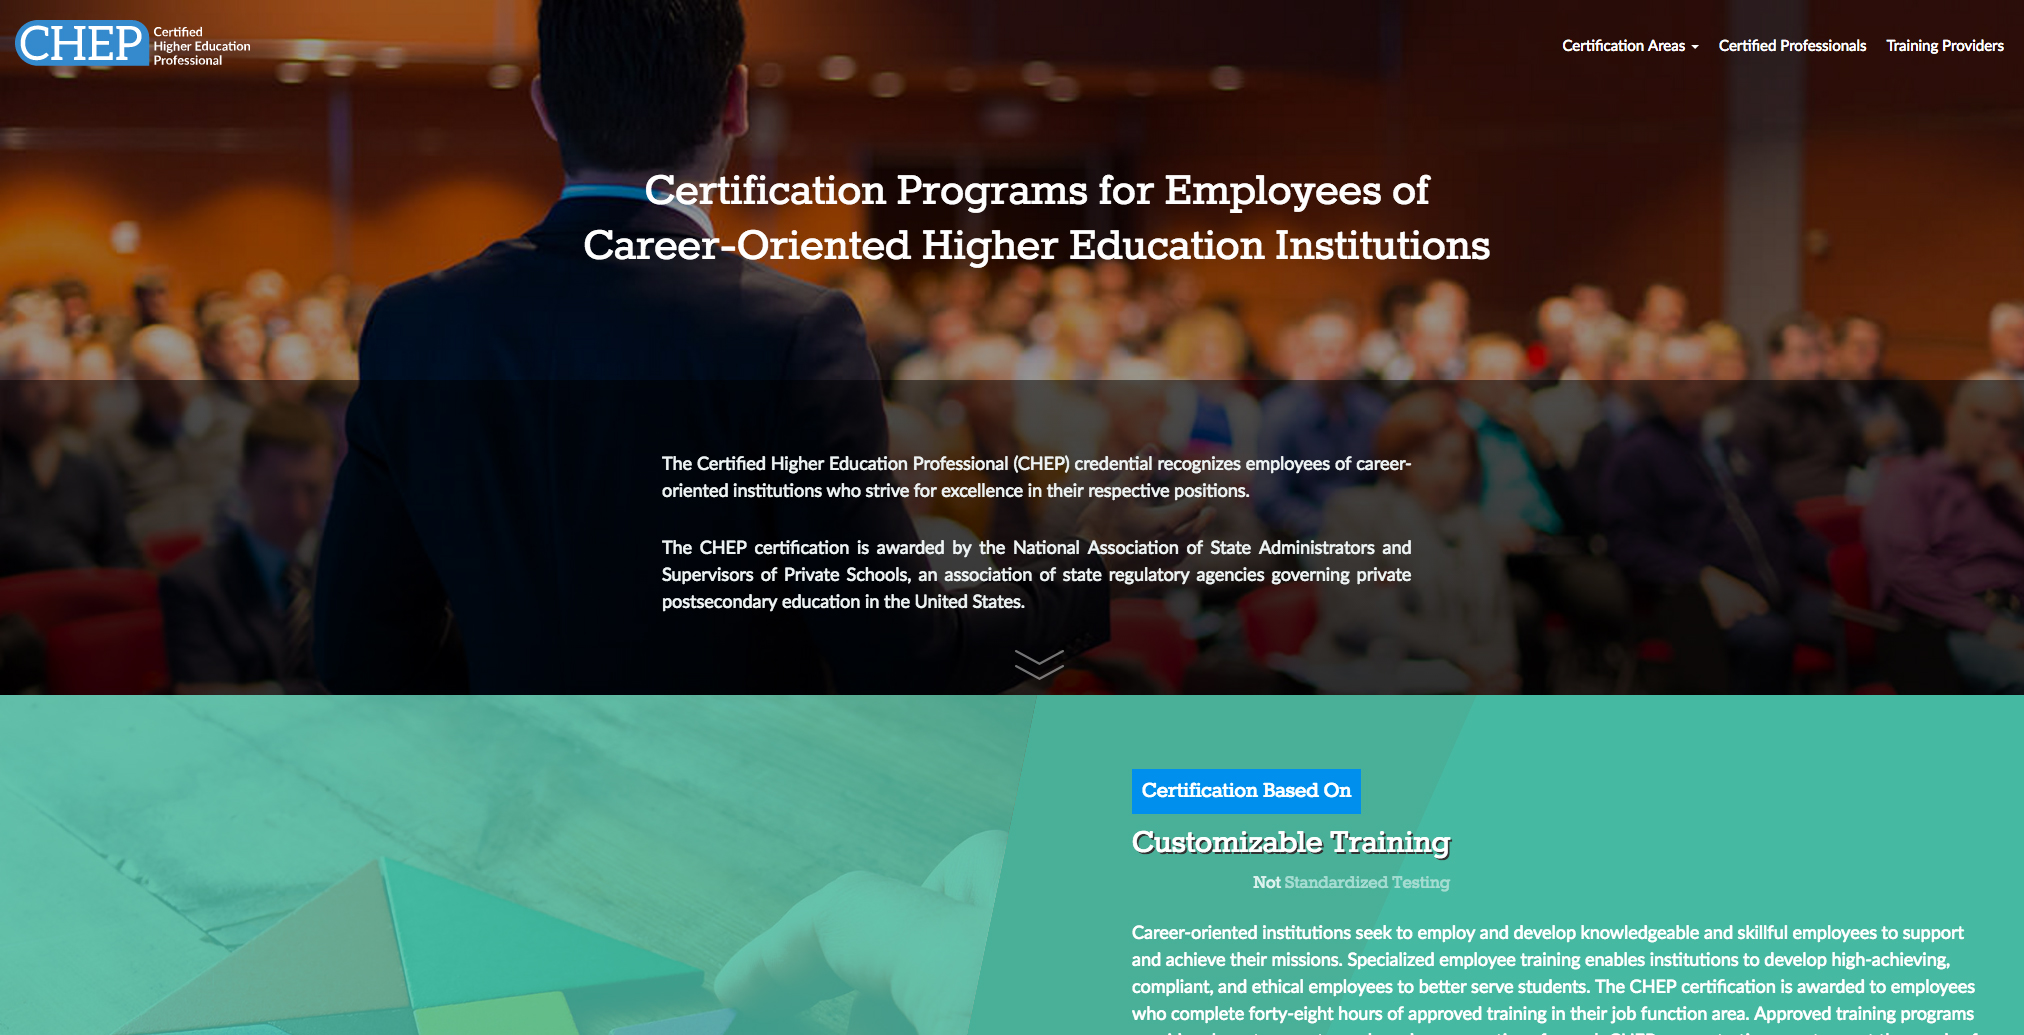 CHEP
Certified
Higher Education
Professional
Certification Areas
Certified Professionals
Training Providers
Certification Programs for Employees of
Career-Oriented Higher Education Institutions
The Certified Higher Education Professional (CHEP) credential recognizes employees of career-
oriented institutions who strive for excellence in their respective positions.
The CHEP certification is awarded by the National Association of State Administrators and
Supervisors of Private Schools, an association of state regulatory agencies governing private
postsecondary education in the United States.
Certification Based On
Customizable Training
Not Standardized Testing
Career-oriented institutions seek to employ and develop knowledgeable and skillful employees to support
and achieve their missions. Specialized employee training enables institutions to develop high-achieving,
compliant, and ethical employees to better serve students. The CHEP certification is awarded to employees
who complete forty-eight hours of approved training in their job function area. Approved training programs